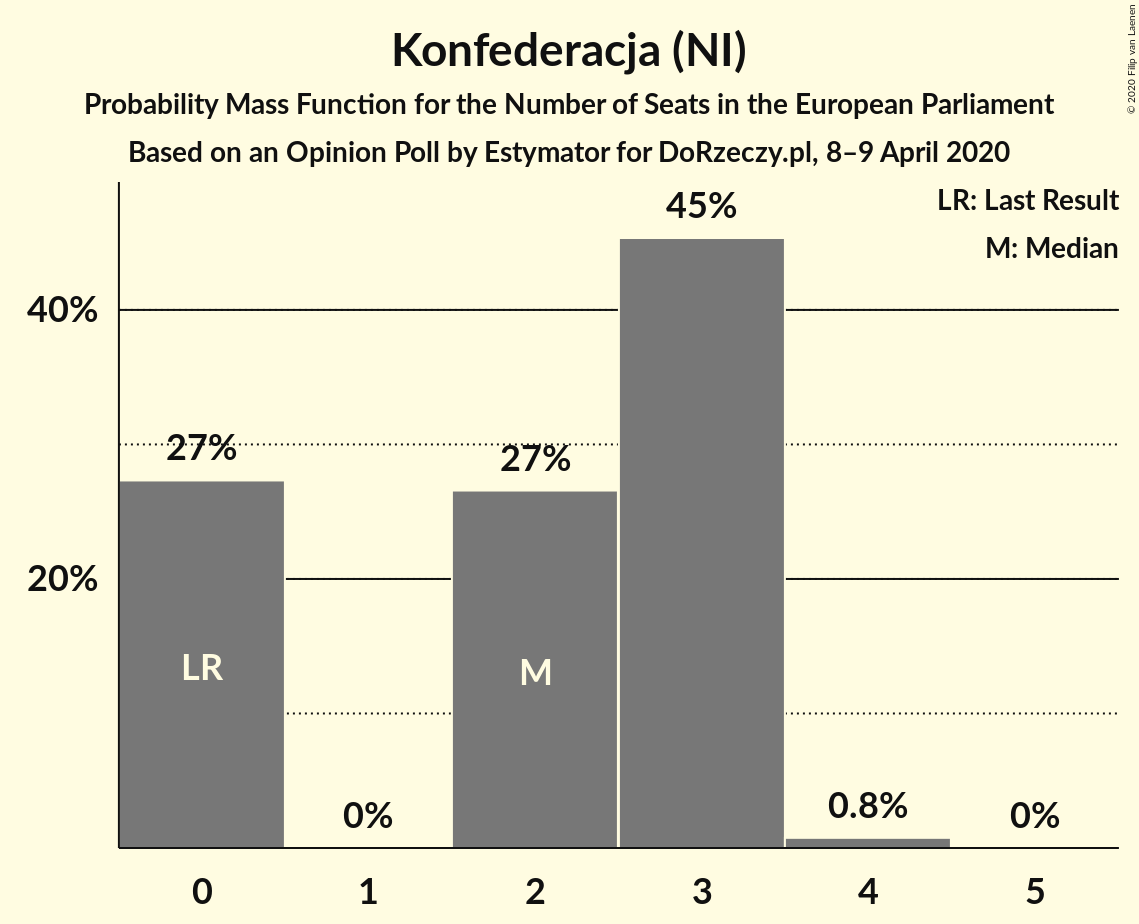 Konfederacja (NI)
Probability Mass Function for the Number of Seats in the European Parliament
Based on an Opinion Poll by Estymator for DoRzeczy.pl, 8–9 April 2020
© 2020 Filip van Laenen
LR: Last Result
M: Median
45%
40%
27%
27%
20%
LR
M
0%
0.8%
0%
0
1
2
3
4
5